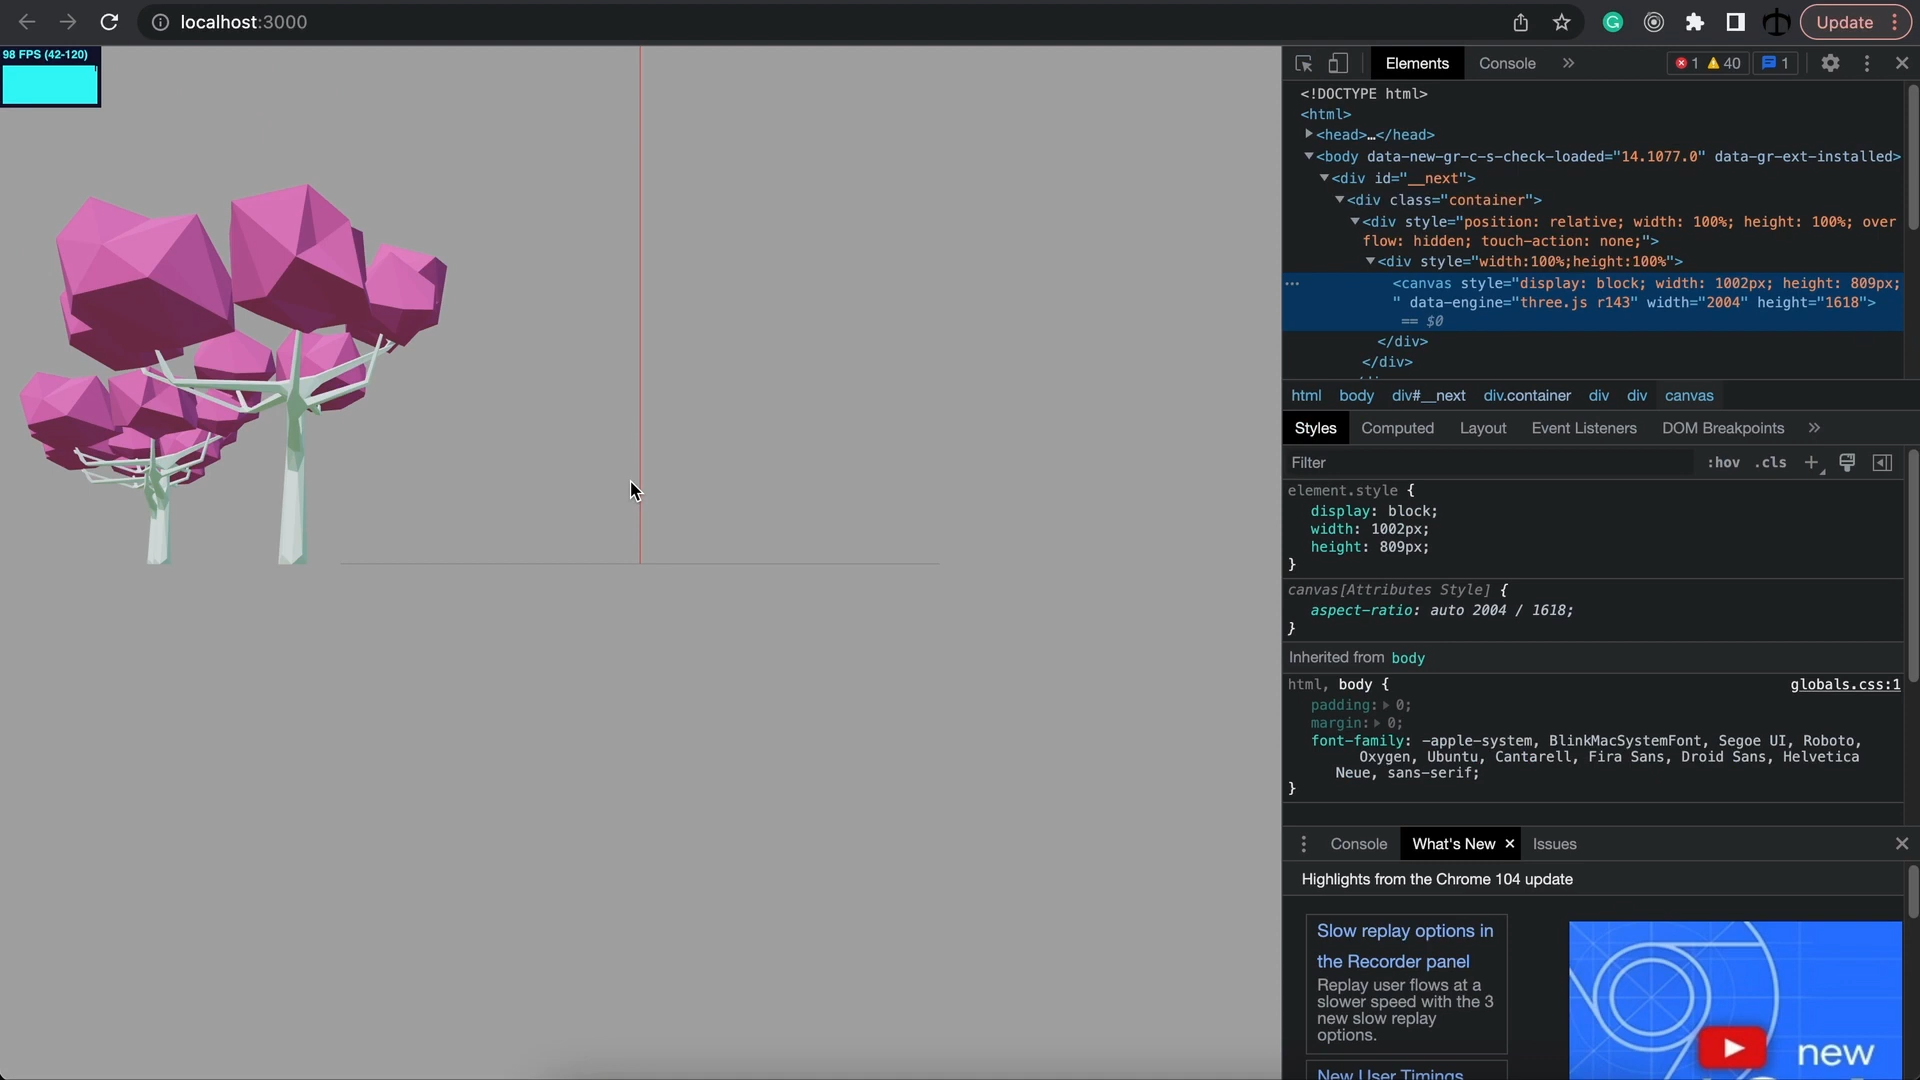 localhost:3000
Update
98 FPS (42-120)
Elements
Console
1
40
1
<!DOCTYPE html>
<html>
<head>…</head>
<body data-new-gr-c-s-check-loaded="14.1077.0" data-gr-ext-installed>
<div id="__next">
<div class="container">
<div style="position: relative; width: 100%; height: 100%; over
flow: hidden; touch-action: none;">
<div style="width:100%;height:100%">
<canvas style="display: block; width: 1002px; height: 809px;
" data-engine="three.js r143" width="2004" height="1618">
== $0
</div>
</div>
html body div#__next div.container div div canvas
Styles Computed Layout Event Listeners DOM Breakpoints
Filter
:hov .cls
element.style {
display: block;
width: 1002px;
height: 809px;
}
canvas[Attributes Style] {
aspect-ratio: auto 2004 / 1618;
}
Inherited from body
html, body {
globals.css:1
padding: 0;
margin: 0;
font-family: -apple-system, BlinkMacSystemFont, Segoe UI, Roboto,
Oxygen, Ubuntu, Cantarell, Fira Sans, Droid Sans, Helvetica
Neue, sans-serif;
}
Console What's New Issues
Highlights from the Chrome 104 update
Slow replay options in
the Recorder panel
Replay user flows at a
slower speed with the 3
new slow replay
options.
New User Timings
new